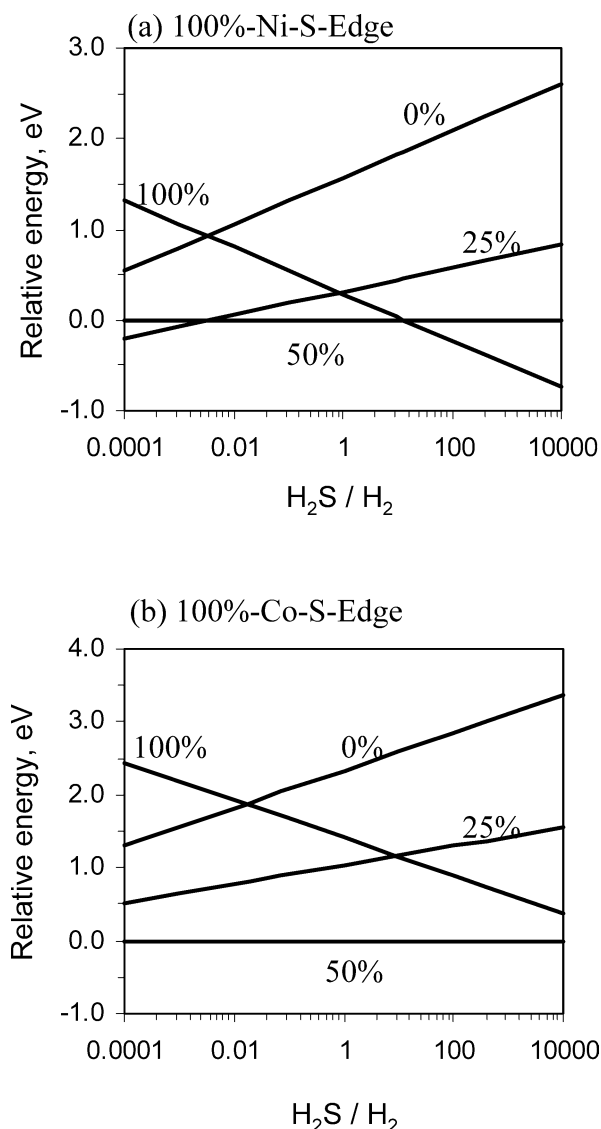 (a) 100%-Ni-S-Edge
3.0
0%
2.0
100%
25%
1.0
0.0
50%
-1.0
0.0001 0.01 1 100 10000
Relative energy, eV
H₂S / H₂
(b) 100%-Co-S-Edge
4.0
3.0
100% 0%
2.0
25%
1.0
0.0
50%
-1.0
0.0001 0.01 1 100 10000
Relative energy, eV
H₂S / H₂